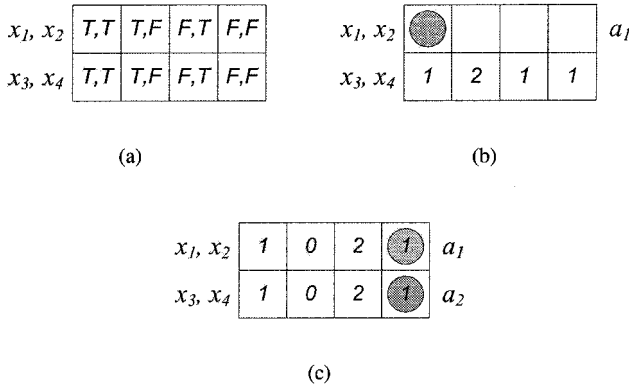 x1, x2 T,T T,F F,T F,F
x3, x4 T,T T,F F,T F,F
(a)
x1, x2 a1
x3, x4 1 2 1 1
(b)
x1, x2 1 0 2 1 a1
x3, x4 1 0 2 1 a2
(c)